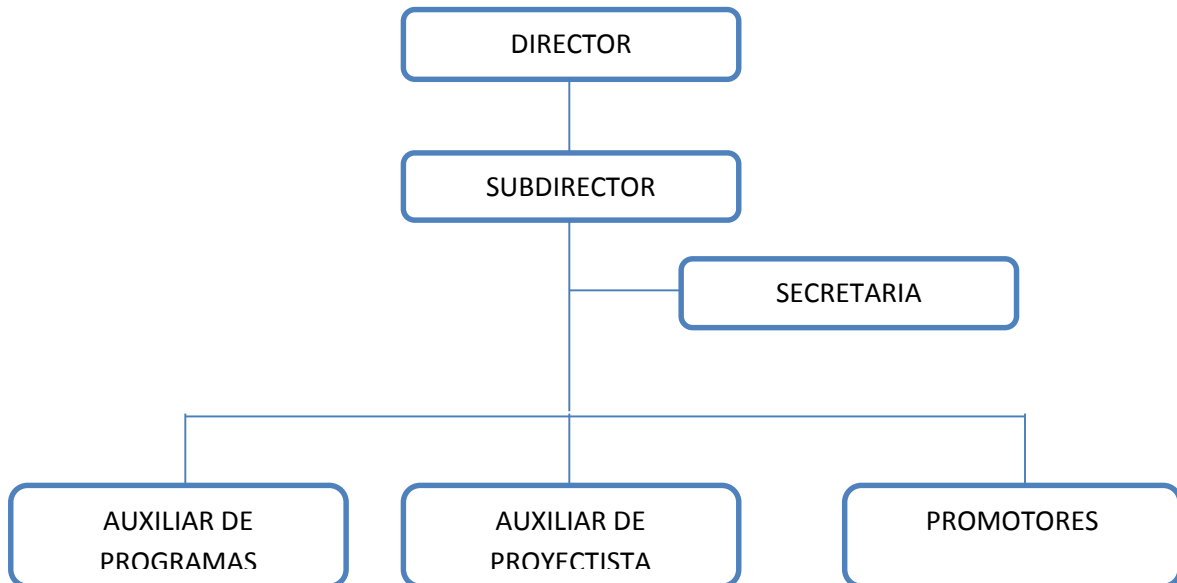 DIRECTOR
SUBDIRECTOR
SECRETARIA
AUXILIAR DE
PROGRAMAS
AUXILIAR DE
PROYECTISTA
PROMOTORES